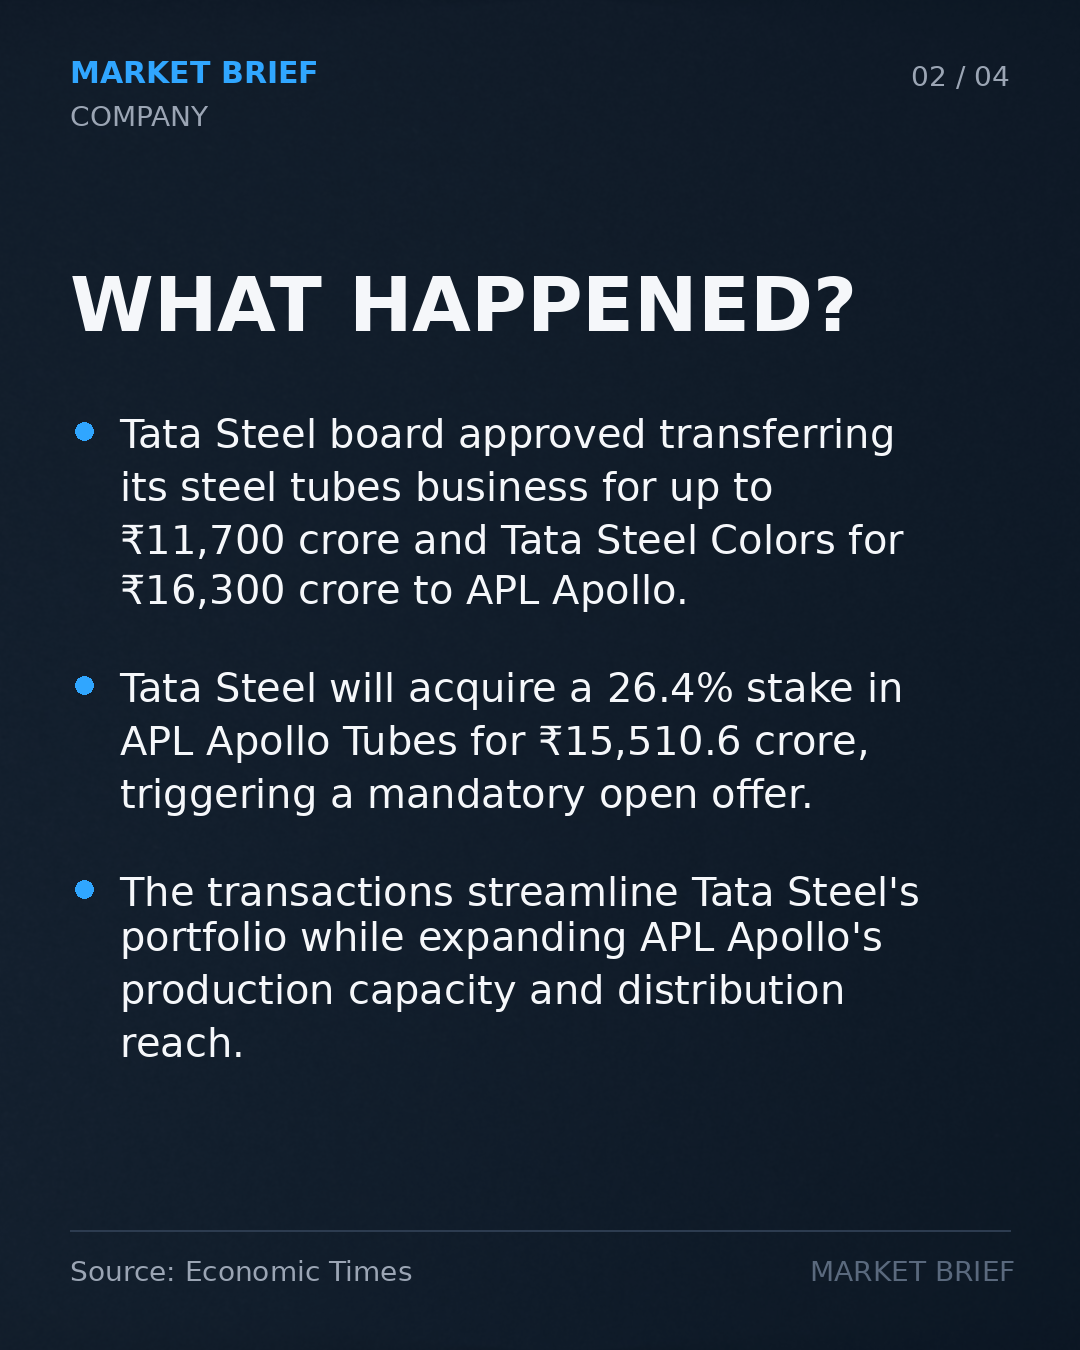 MARKET BRIEF
COMPANY
02 / 04
WHAT HAPPENED?
Tata Steel board approved transferring
its steel tubes business for up to
₹11,700 crore and Tata Steel Colors for
₹16,300 crore to APL Apollo.
Tata Steel will acquire a 26.4% stake in
APL Apollo Tubes for ₹15,510.6 crore,
triggering a mandatory open offer.
The transactions streamline Tata Steel's
portfolio while expanding APL Apollo's
production capacity and distribution
reach.
Source: Economic Times
MARKET BRIEF